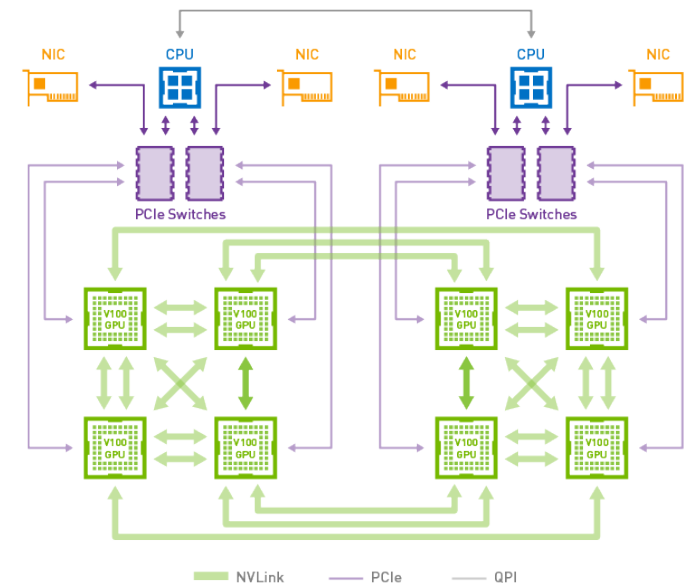 NIC
CPU
NIC
NIC
CPU
NIC
PCIe Switches
PCIe Switches
V100
GPU
V100
GPU
V100
GPU
V100
GPU
V100
GPU
V100
GPU
V100
GPU
V100
GPU
NVLink
PCIe
QPI